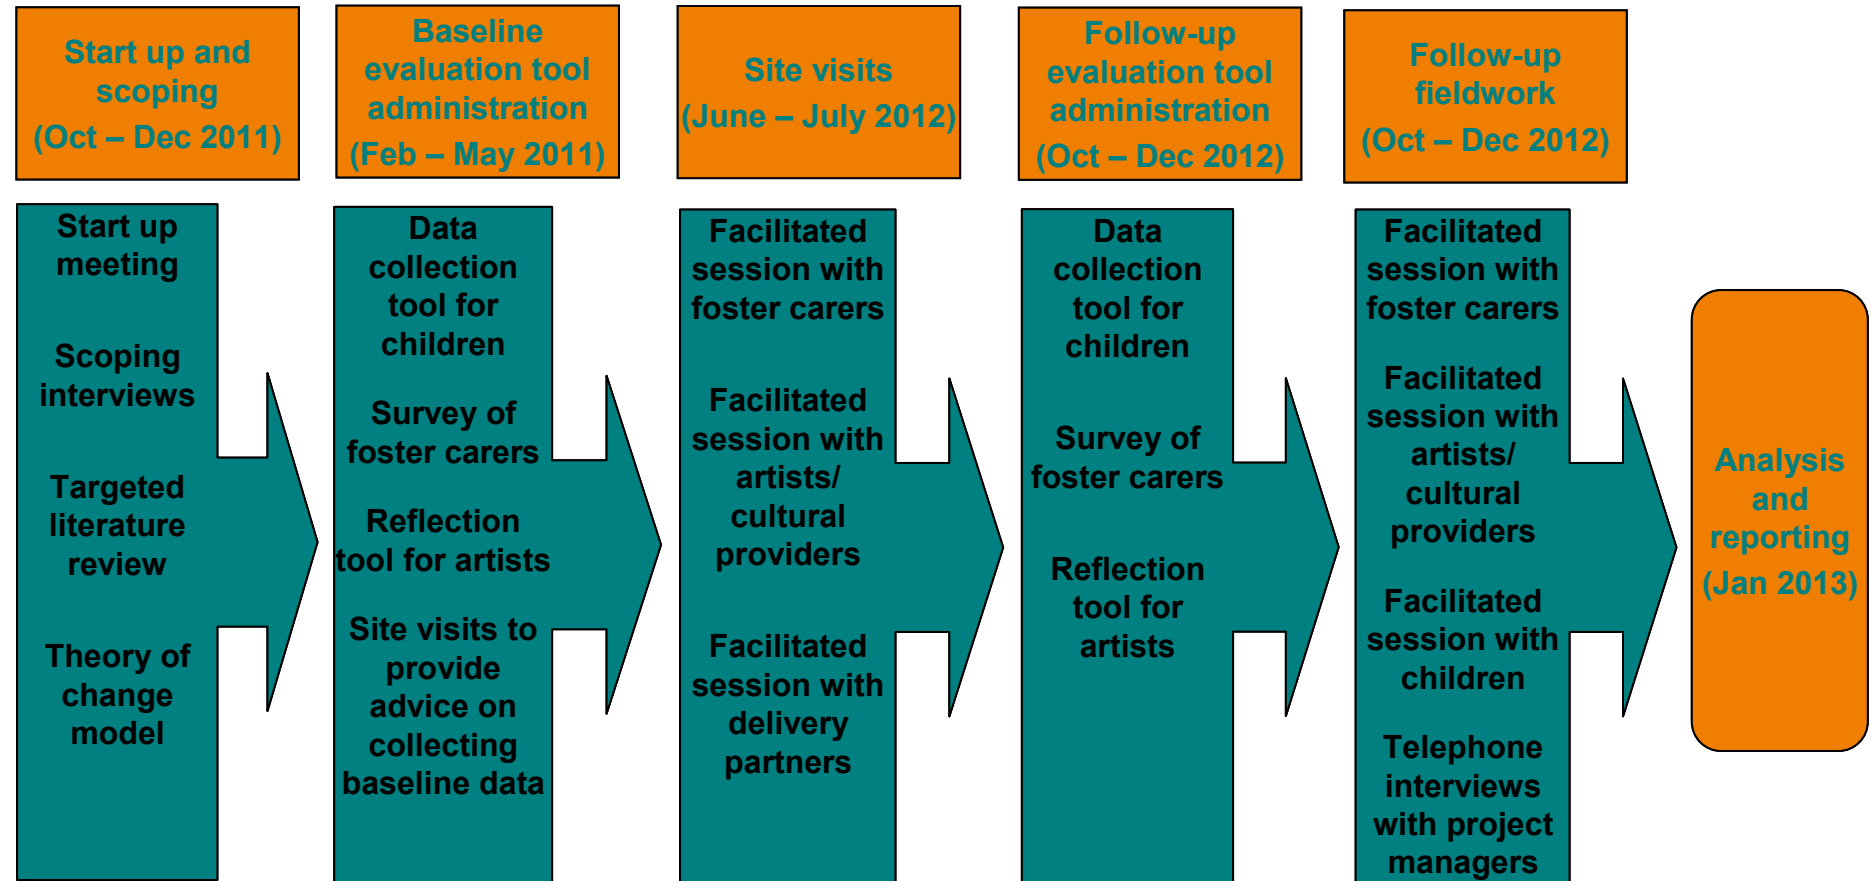 Start up and
scoping
(Oct – Dec 2011)
Baseline
evaluation tool
administration
(Feb – May 2011)
Site visits
(June – July 2012)
Follow-up
evaluation tool
administration
(Oct – Dec 2012)
Follow-up
fieldwork
(Oct – Dec 2012)
Start up
meeting
Scoping
interviews
Targeted
literature
review
Theory of
change
model
Data
collection
tool for
children
Survey of
foster carers
Reflection
tool for artists
Site visits to
provide
advice on
collecting
baseline data
Facilitated
session with
foster carers
Facilitated
session with
artists/
cultural
providers
Facilitated
session with
delivery
partners
Data
collection
tool for
children
Survey of
foster carers
Reflection
tool for
artists
Facilitated
session with
foster carers
Facilitated
session with
artists/
cultural
providers
Facilitated
session with
children
Telephone
interviews
with project
managers
Analysis
and
reporting
(Jan 2013)